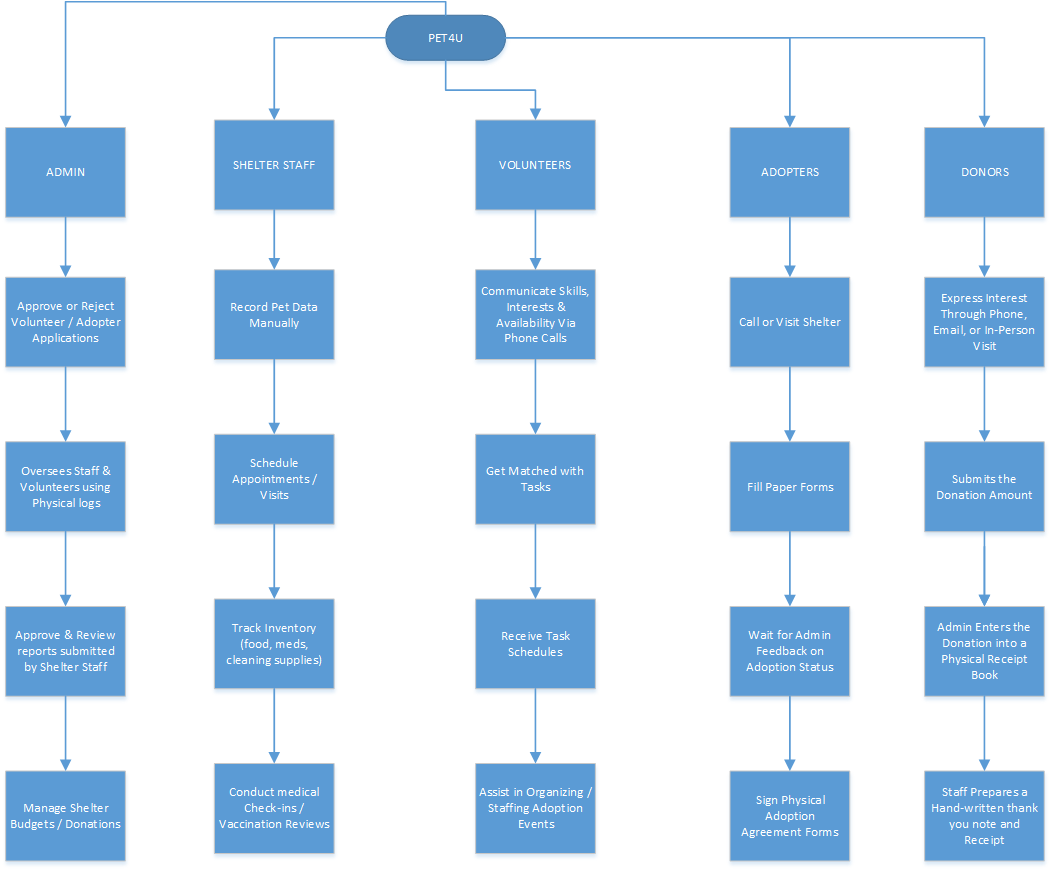 PET4U
ADMIN
SHELTER STAFF
VOLUNTEERS
ADOPTERS
DONORS
Approve or Reject
Volunteer / Adopter
Applications
Record Pet Data
Manually
Communicate Skills,
Interests &
Availability Via
Phone Calls
Call or Visit Shelter
Express Interest
Through Phone,
Email, or In-Person
Visit
Oversees Staff &
Volunteers using
Physical logs
Schedule
Appointments /
Visits
Get Matched with
Tasks
Fill Paper Forms
Submits the
Donation Amount
Approve & Review
reports submitted
by Shelter Staff
Track Inventory
(food, meds,
cleaning supplies)
Receive Task
Schedules
Wait for Admin
Feedback on
Adoption Status
Admin Enters the
Donation into a
Physical Receipt
Book
Manage Shelter
Budgets / Donations
Conduct medical
Check-ins /
Vaccination Reviews
Assist in Organizing /
Staffing Adoption
Events
Sign Physical
Adoption
Agreement Forms
Staff Prepares a
Hand-written thank
you note and
Receipt